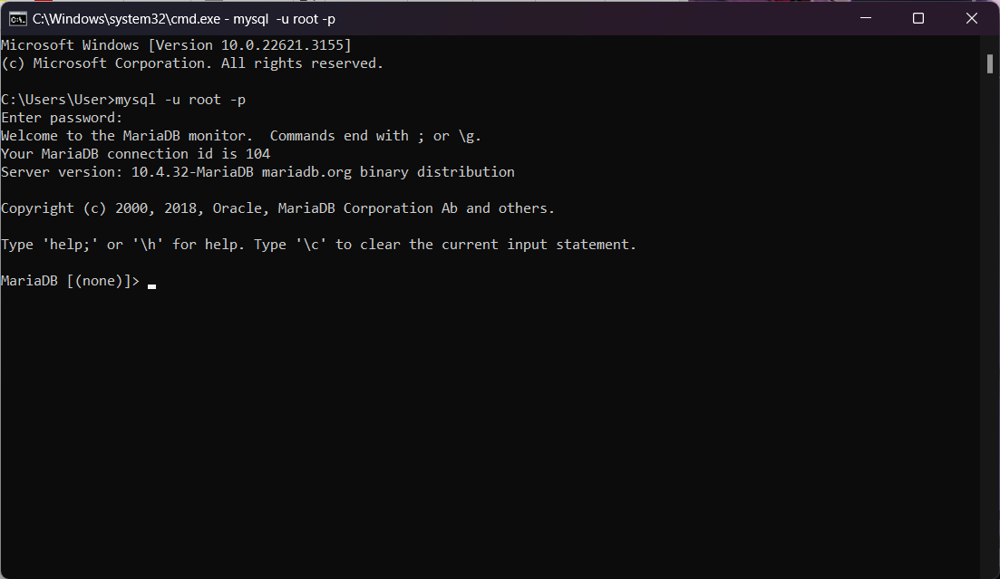 C:\Windows\system32\cmd.exe - mysql  -u root -p
Microsoft Windows [Version 10.0.22621.3155]
(c) Microsoft Corporation. All rights reserved.
C:\Users\User>mysql -u root -p
Enter password:
Welcome to the MariaDB monitor.  Commands end with ; or \g.
Your MariaDB connection id is 104
Server version: 10.4.32-MariaDB mariadb.org binary distribution
Copyright (c) 2000, 2018, Oracle, MariaDB Corporation Ab and others.
Type 'help;' or '\h' for help. Type '\c' to clear the current input statement.
MariaDB [(none)]>